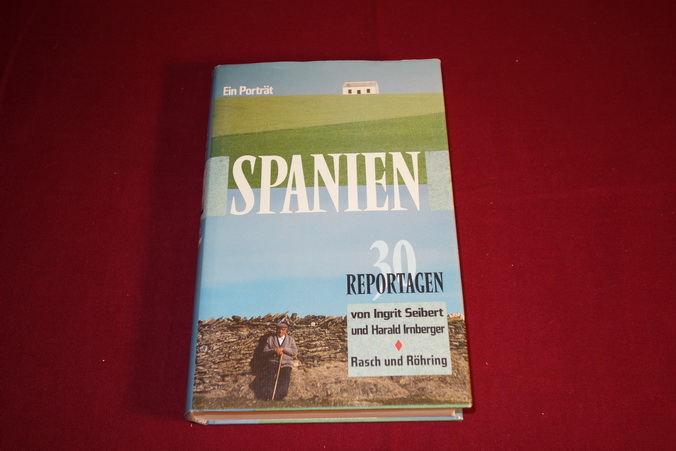 Ein Porträt
SPANIEN
30
REPORTAGEN
von Ingrit Seibert
und Harald Irnberger
Rasch und Röhring